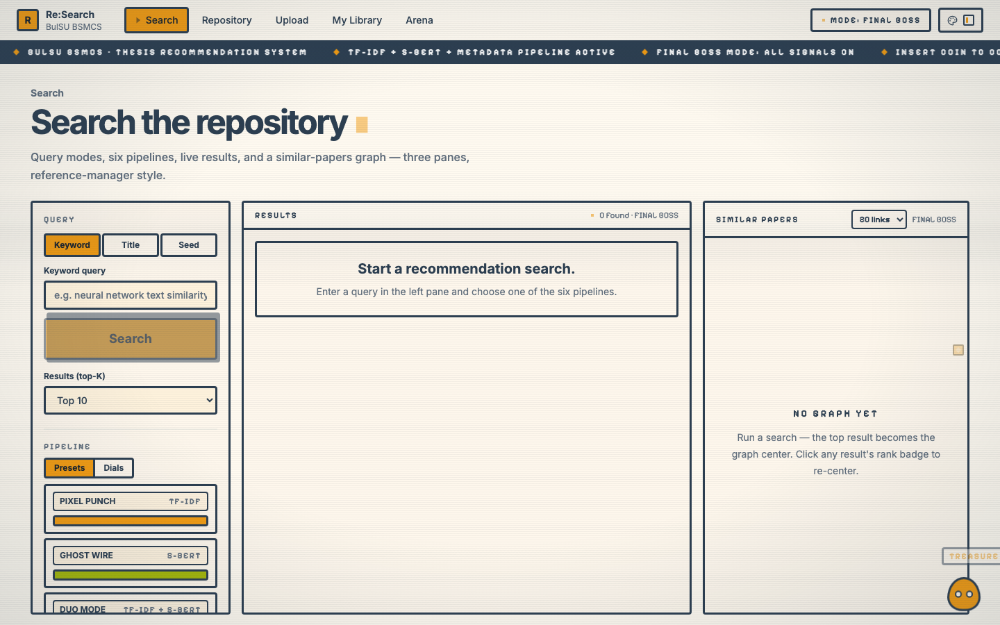 R
Re:Search
BulSU BSMCS
Search
Repository
Upload
My Library
Arena
MODE: FINAL BOSS
BULSU BSMCS · THESIS RECOMMENDATION SYSTEM
TF-IDF + S-BERT + METADATA PIPELINE ACTIVE
FINAL BOSS MODE: ALL SIGNALS ON
INSERT COIN TO
Search
Search the repository
Query modes, six pipelines, live results, and a similar-papers graph — three panes,
reference-manager style.
QUERY
Keyword
Title
Seed
Keyword query
e.g. neural network text similarity
Search
Results (top-K)
Top 10
PIPELINE
Presets
Dials
PIXEL PUNCH
TF-IDF
GHOST WIRE
S-BERT
DUO MODE
TF-IDF + S-BERT
RESULTS
0 found · FINAL BOSS
Start a recommendation search.
Enter a query in the left pane and choose one of the six pipelines.
SIMILAR PAPERS
20 links
FINAL BOSS
NO GRAPH YET
Run a search — the top result becomes the
graph center. Click any result's rank badge to
re-center.
TREASURE